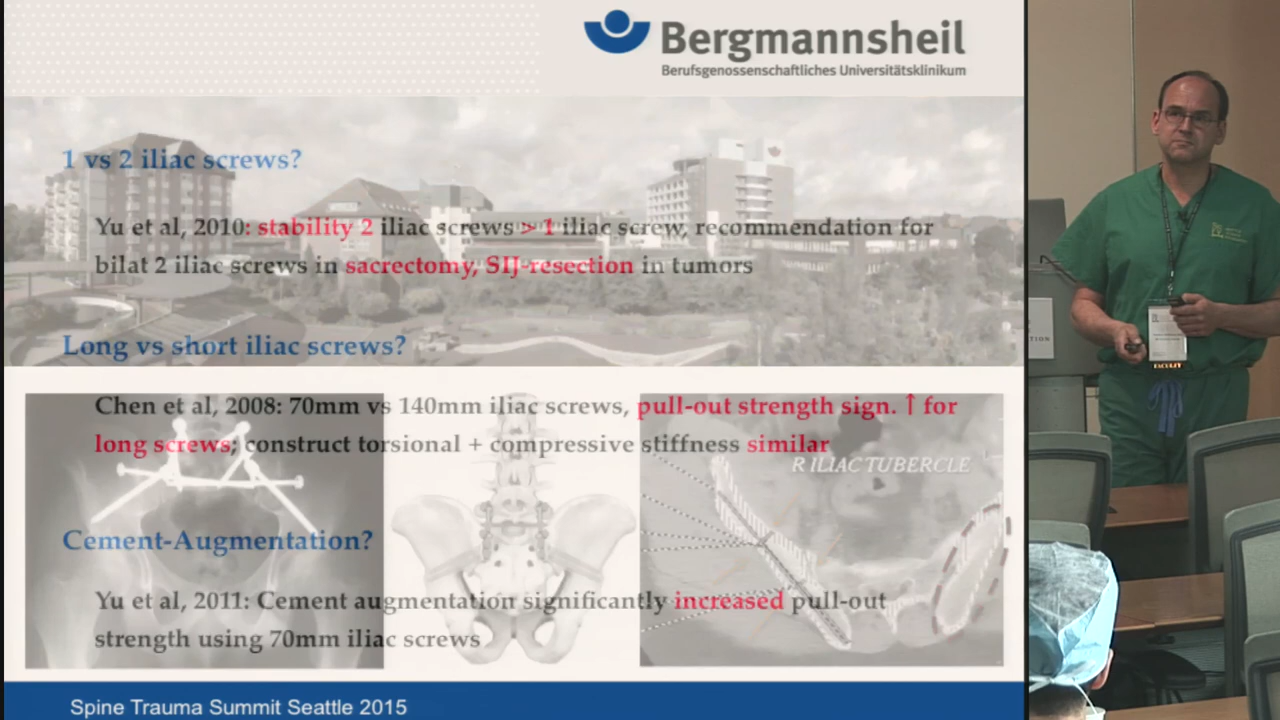 Bergmannsheil
Berufsgenossenschaftliches Universitätsklinikum
1 vs 2 iliac screws?
Yu et al, 2010: stability 2 iliac screws > 1 iliac screw, recommendation for
bilat 2 iliac screws in sacrectomy, SIJ-resection in tumors
Long vs short iliac screws?
Chen et al, 2008: 70mm vs 140mm iliac screws, pull-out strength sign. ↑ for
long screws; construct torsional + compressive stiffness similar
R ILIAC TUBERCLE
Cement-Augmentation?
Yu et al, 2011: Cement augmentation significantly increased pull-out
strength using 70mm iliac screws
Spine Trauma Summit Seattle 2015
FACULTY